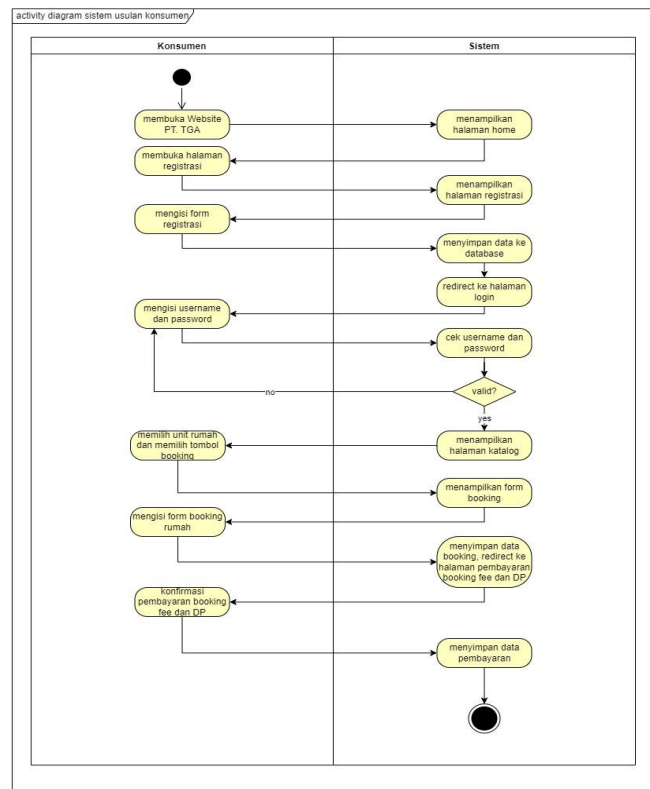 activity diagram sistem usulan konsumen
Konsumen
Sistem
membuka Website
PT. TGA
menampilkan
halaman home
membuka halaman
registrasi
menampilkan
halaman registrasi
mengisi form
registrasi
menyimpan data ke
database
redirect ke halaman
login
mengisi username
dan password
cek username dan
password
valid?
no
yes
menampilkan
halaman katalog
memilih unit rumah
dan memilih tombol
booking
menampilkan form
booking
mengisi form booking
rumah
menyimpan data
booking, redirect ke
halaman pembayaran
booking fee dan DP
konfirmasi
pembayaran booking
fee dan DP
menyimpan data
pembayaran